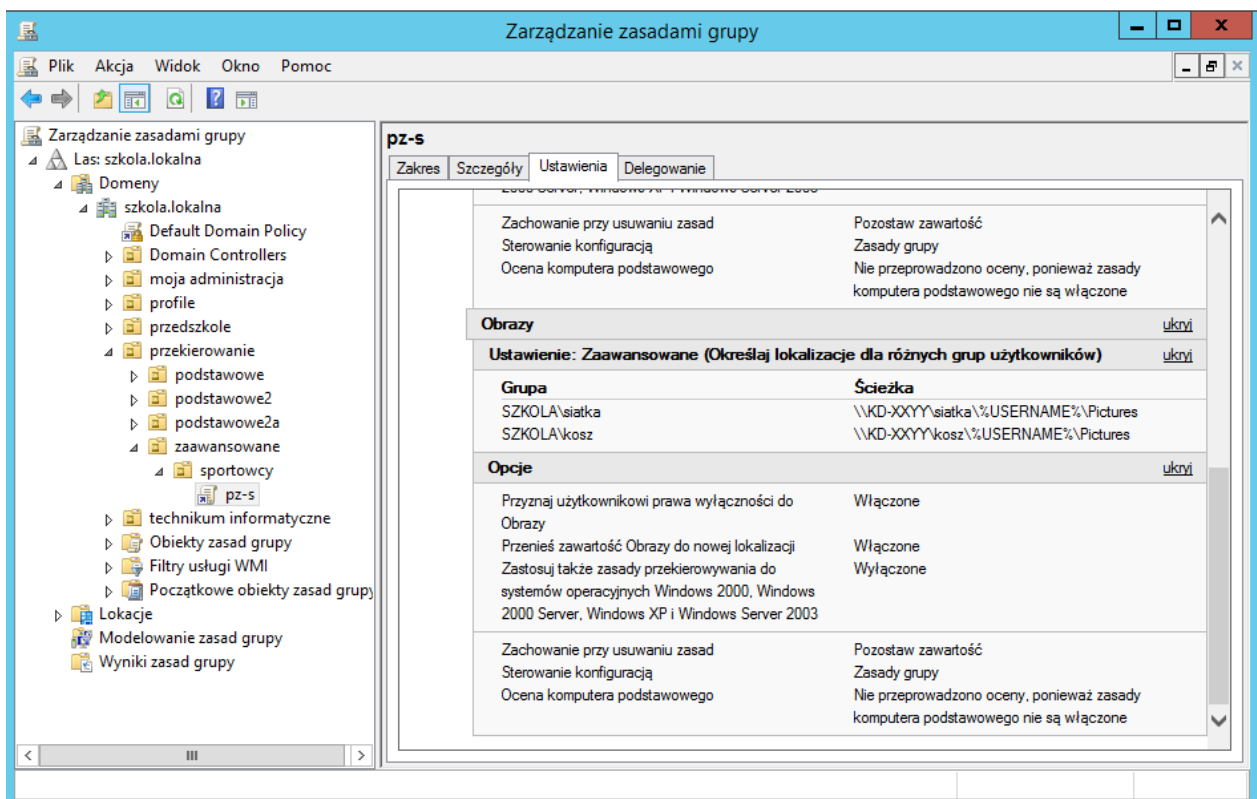 Zarządzanie zasadami grupy
Plik Akcja Widok Okno Pomoc
Zarządzanie zasadami grupy
Las: szkola.lokalna
Domeny
szkola.lokalna
Default Domain Policy
Domain Controllers
moja administracja
profile
przedszkole
przekierowanie
podstawowe
podstawowe2
podstawowe2a
zaawansowane
sportowcy
pz-s
technikum informatyczne
Obiekty zasad grupy
Filtry usługi WMI
Początkowe obiekty zasad grupy
Lokacje
Modelowanie zasad grupy
Wyniki zasad grupy
pz-s
Zakres Szczegóły Ustawienia Delegowanie
2000 Server, Windows XP i Windows Server 2003
Zachowanie przy usuwaniu zasad Pozostaw zawartość
Sterowanie konfiguracją Zasady grupy
Ocena komputera podstawowego Nie przeprowadzono oceny, ponieważ zasady
komputera podstawowego nie są włączone
Obrazy ukryj
Ustawienie: Zaawansowane (Określaj lokalizacje dla różnych grup użytkowników) ukryj
Grupa Ścieżka
SZKOLA\siatka \\KD-XXYY\siatka\%USERNAME%\Pictures
SZKOLA\kosz \\KD-XXYY\kosz\%USERNAME%\Pictures
Opcje ukryj
Przyznaj użytkownikowi prawa wyłączności do Włączone
Obrazy
Przenieś zawartość Obrazy do nowej lokalizacji Włączone
Zastosuj także zasady przekierowywania do Wyłączone
systemów operacyjnych Windows 2000, Windows
2000 Server, Windows XP i Windows Server 2003
Zachowanie przy usuwaniu zasad Pozostaw zawartość
Sterowanie konfiguracją Zasady grupy
Ocena komputera podstawowego Nie przeprowadzono oceny, ponieważ zasady
komputera podstawowego nie są włączone